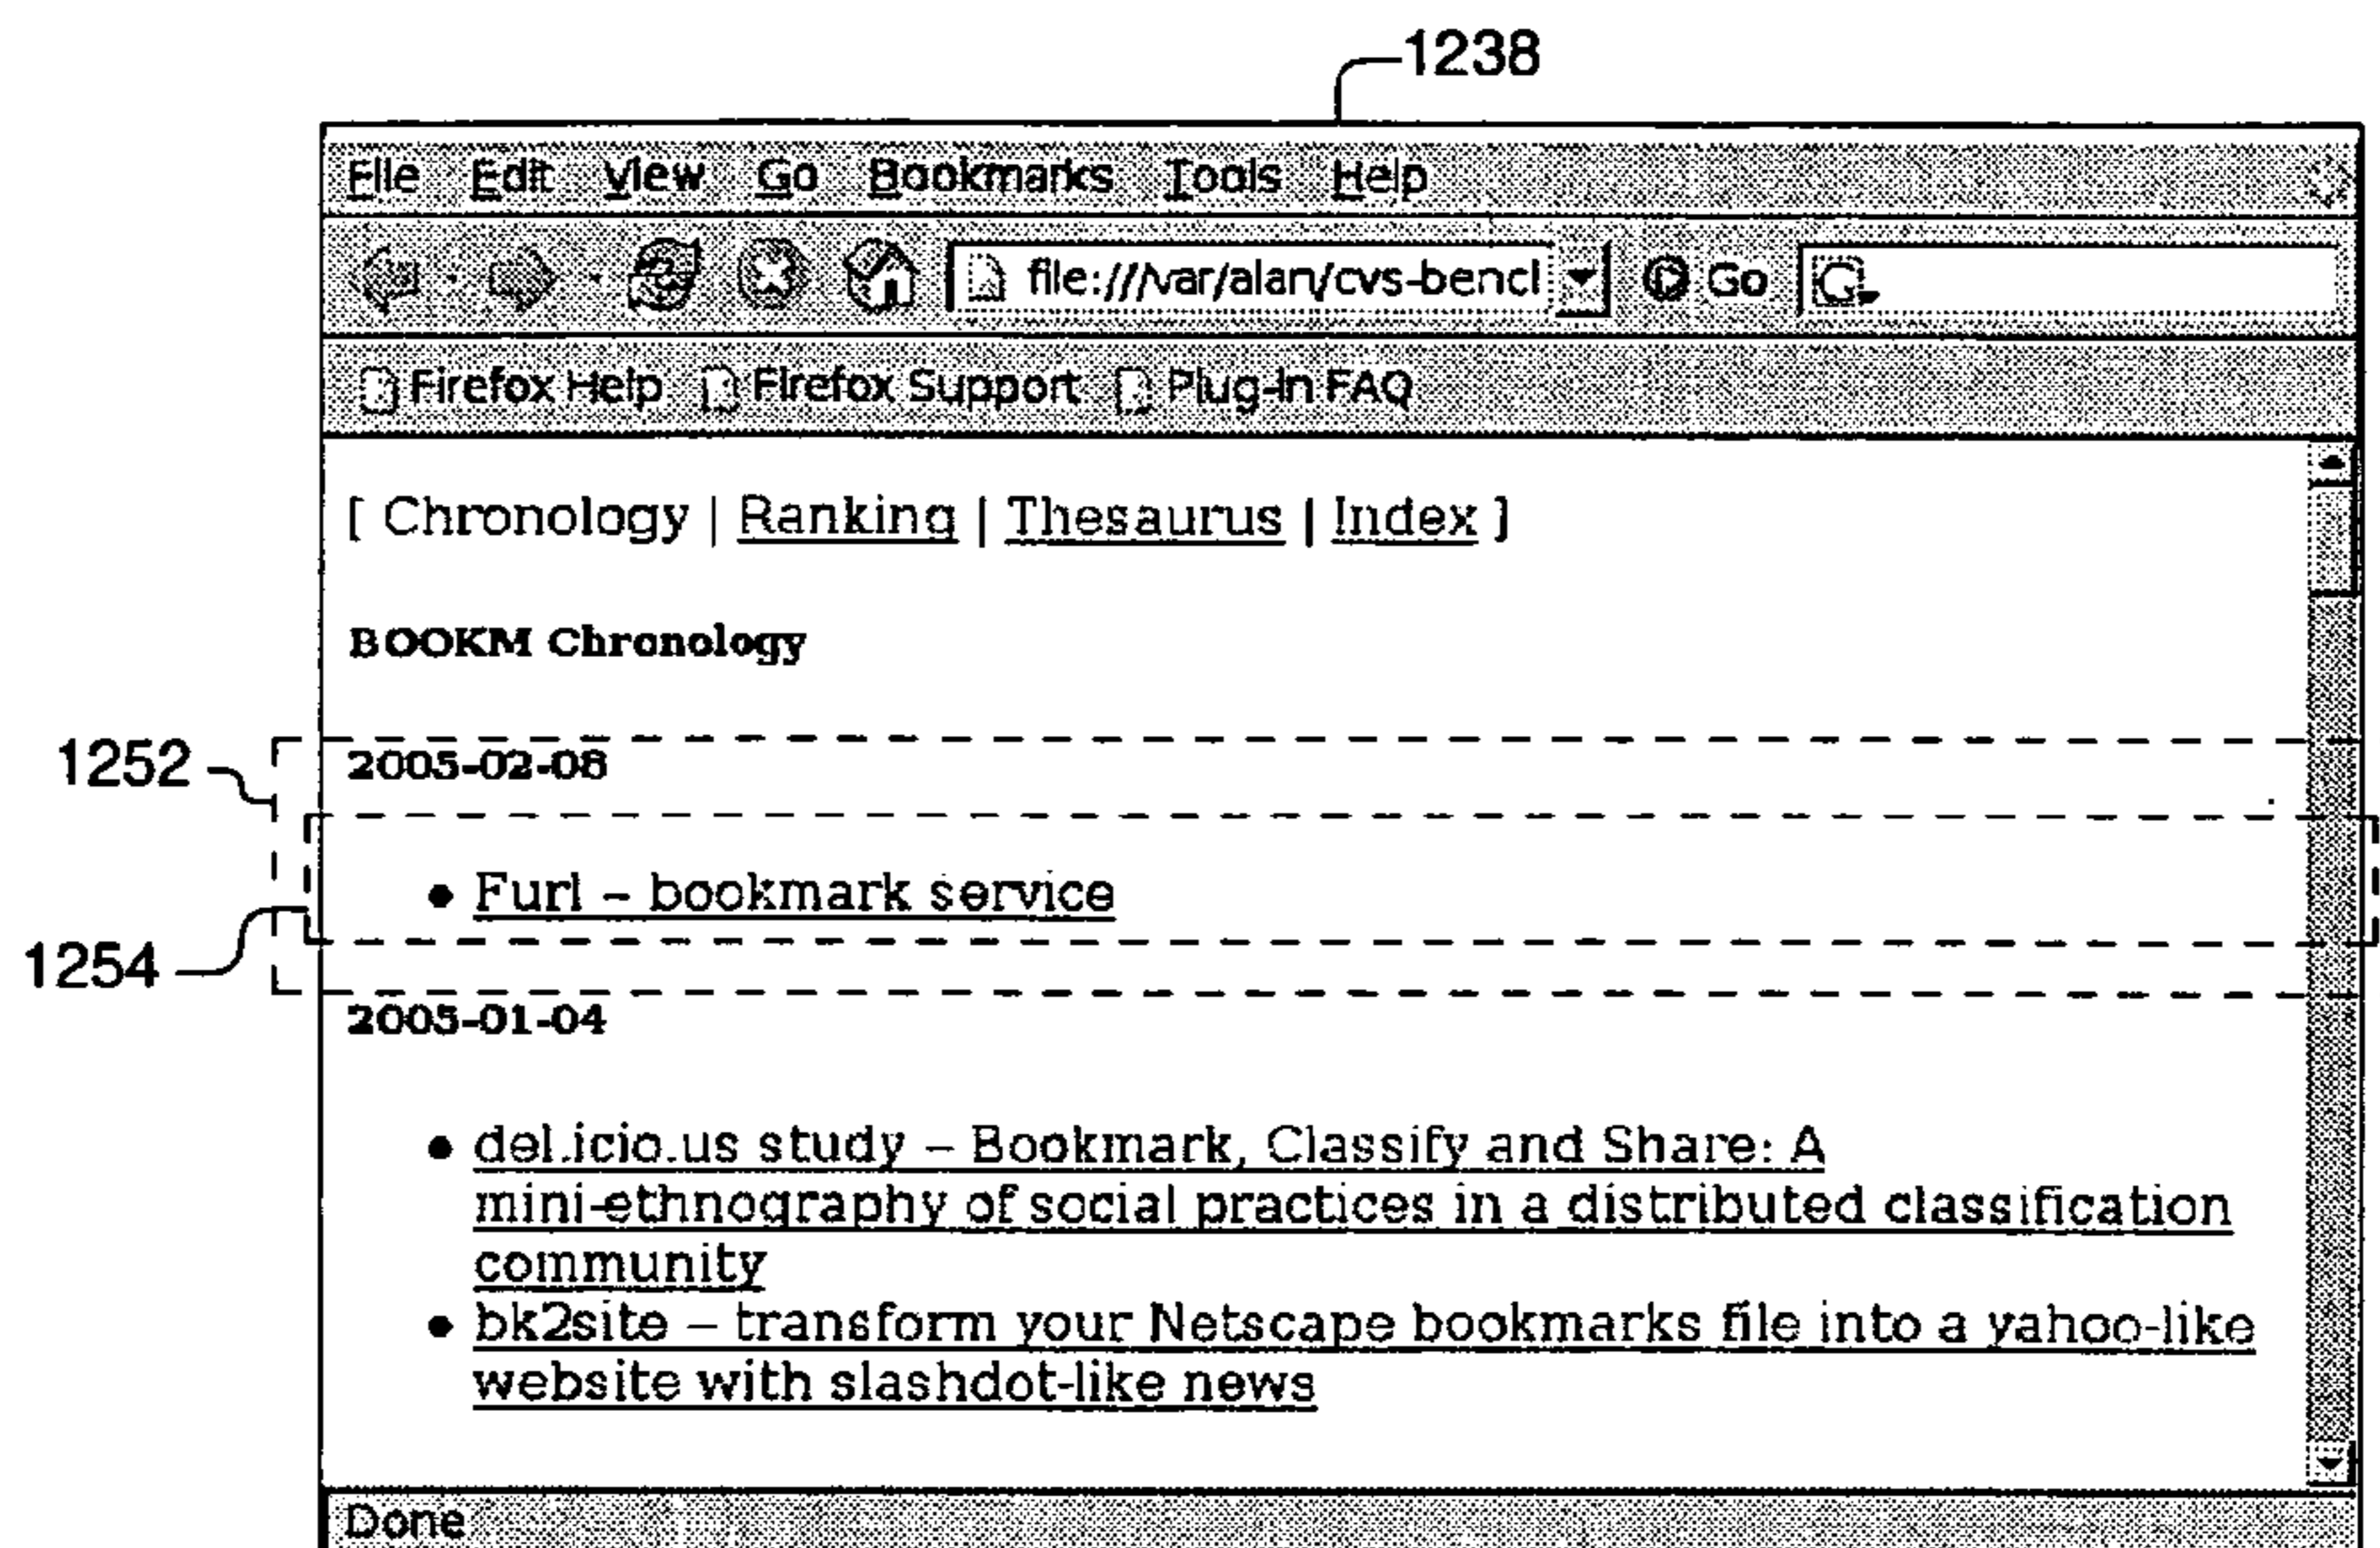 1238
File Edit View Go Bookmarks Tools Help
file:///var/alan/cvs-bencl Go G
Firefox Help Firefox Support Plug-in FAQ
[ Chronology | Ranking | Thesaurus | Index ]
BOOKM Chronology
1252
2005-02-08
• Furl – bookmark service
1254
2005-01-04
• del.icio.us study – Bookmark, Classify and Share: A
mini-ethnography of social practices in a distributed classification
community
• bk2site – transform your Netscape bookmarks file into a yahoo-like
website with slashdot-like news
Done